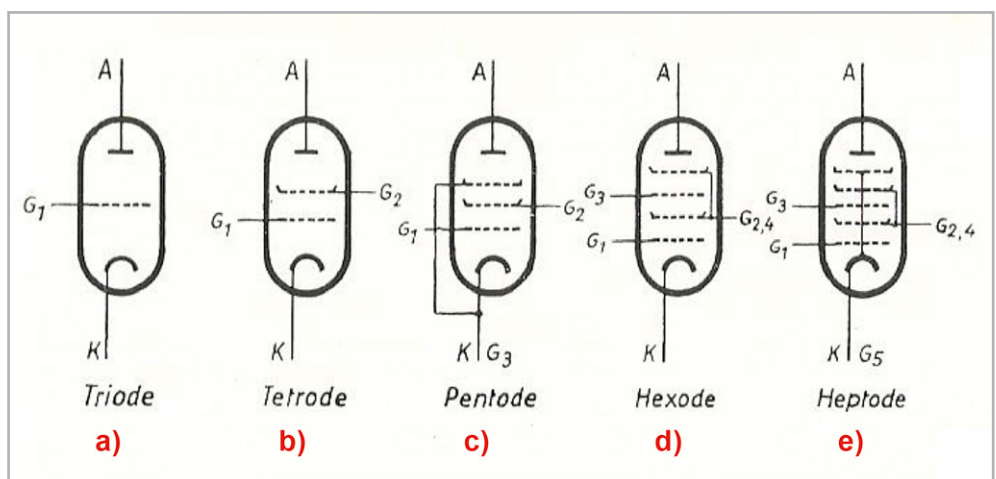 A A A A A
G1 G1 G2 G1 G2 G3 G1 G2,4 G3 G1 G2,4
K K K G3 K K G5
Triode Tetrode Pentode Hexode Heptode
a) b) c) d) e)